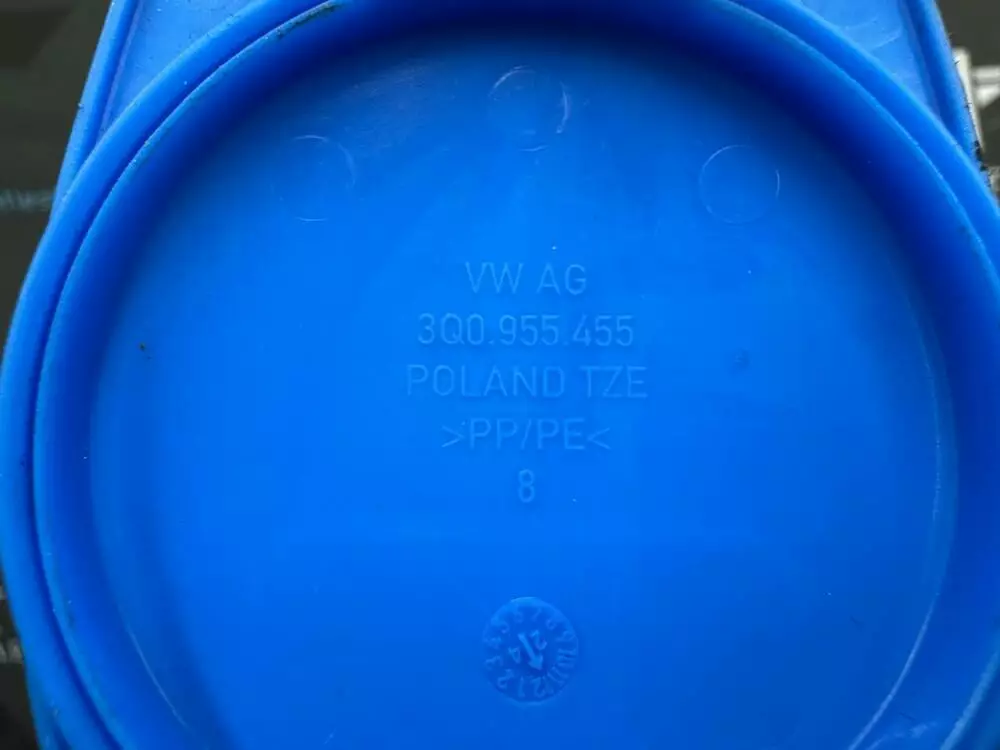 VW AG
3Q0.955.455
POLAND TZE
>PP/PE<
8